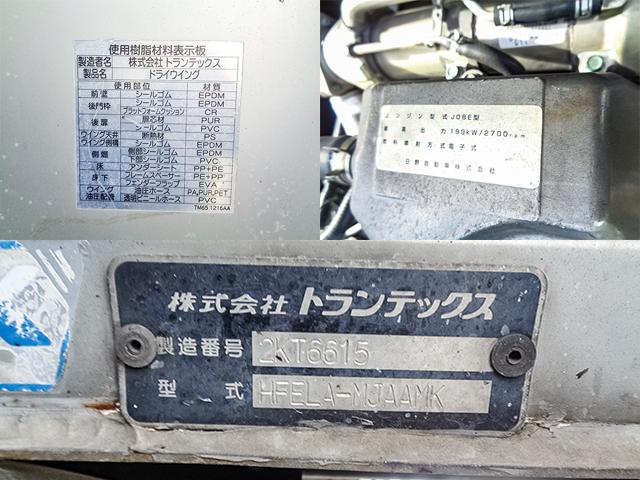 使用樹脂材料表示板
製造者名 株式会社 トランテックス
製品名 ドライウイング
使用部位 材質
前壁 シールゴム EPDM
後門枠 シールゴム EPDM
プラットフォームクッション CR
後扉 扉芯材 PUR
シールゴム PVC
ウイング天井 断熱材 PS
ウイング側構 シールゴム EPDM
側煽 側部シールゴム EPDM
下部シールゴム PVC
床 アンダーシート PP+PE
床下 フレームスペーサー PE+PP
フェンダーフラップ EVA
ウイング 油圧ホース PA,PUR,PET
油圧配管 透明ビニールホース PVC
TM65 1216AA
エンジン型式 J08E型
最高出力 199kW/2700rpm
燃料噴射方式 電子式
日野自動車株式会社
株式会社 トランテックス
製造番号 2KT6615
型式 HFELA-MJAAMK